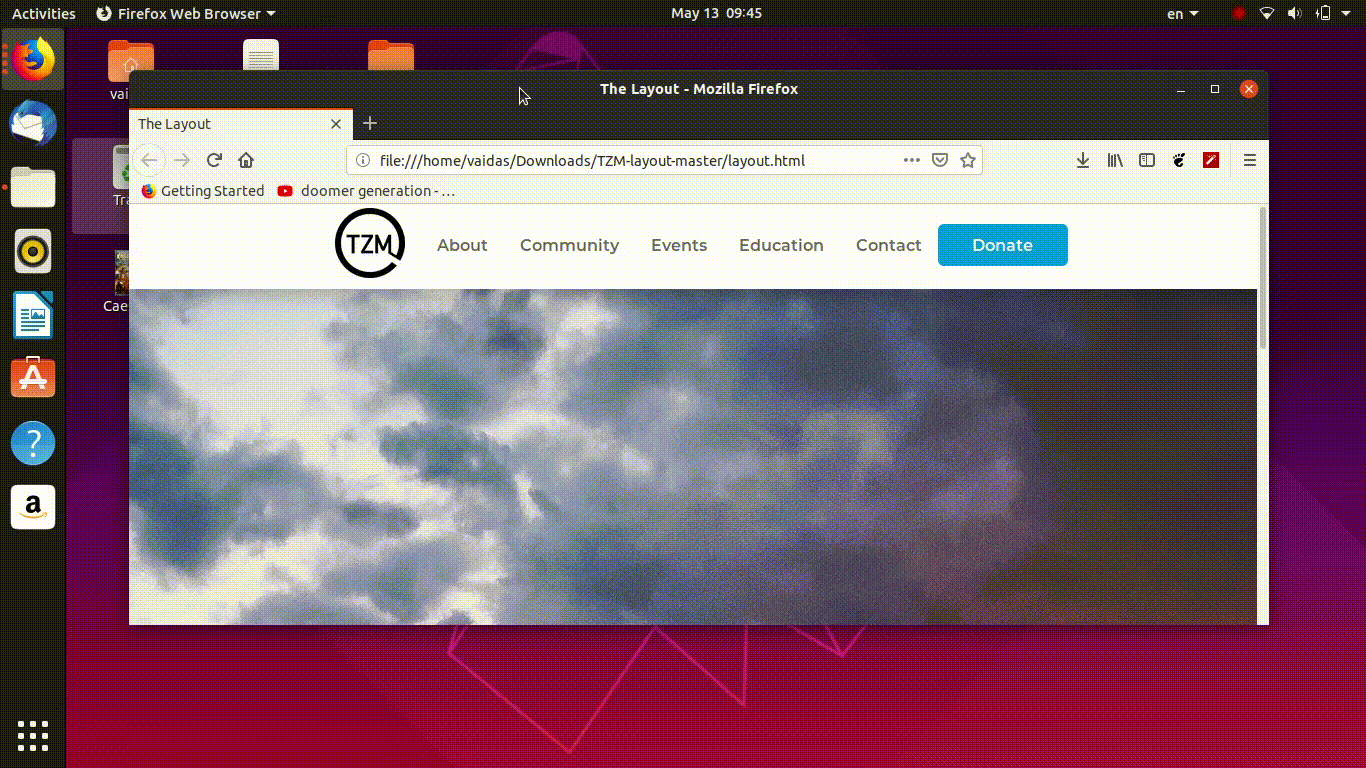 Activities Firefox Web Browser May 13 09:45 en
vai
The Layout - Mozilla Firefox
The Layout
file:///home/vaidas/Downloads/TZM-layout-master/layout.html
Getting Started doomer generation - ...
Tra
TZM About Community Events Education Contact Donate
Cae